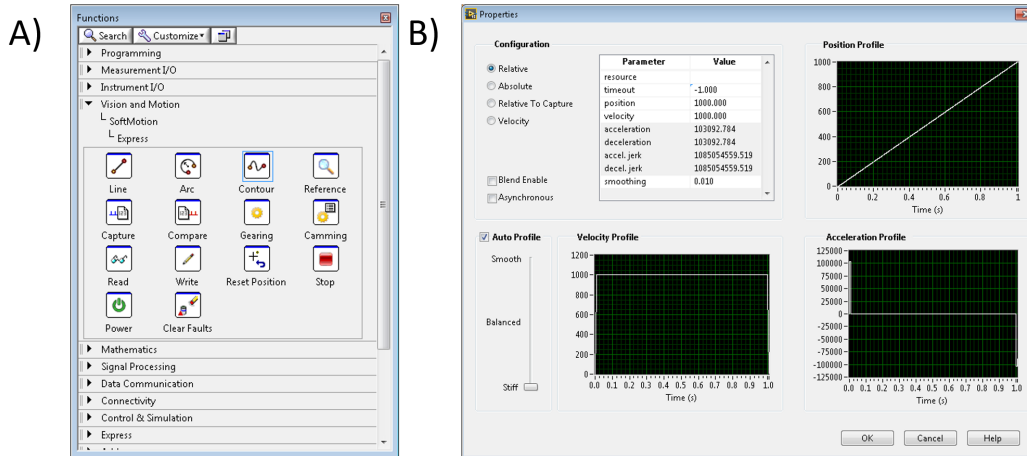 A)
Functions
Search Customize
Programming
Measurement I/O
Instrument I/O
Vision and Motion
SoftMotion
Express
Line Arc Contour Reference
Capture Compare Gearing Camming
Read Write Reset Position Stop
Power Clear Faults
Mathematics
Signal Processing
Data Communication
Connectivity
Control & Simulation
Express
B)
Properties
Configuration
Relative
Absolute
Relative To Capture
Velocity
Blend Enable
Asynchronous
Parameter Value
resource
timeout -1.000
position 1000.000
velocity 1000.000
acceleration 103092.784
deceleration 103092.784
accel. jerk 1085054559.519
decel. jerk 1085054559.519
smoothing 0.010
Position Profile
1000
800
600
400
200
0
0 0.2 0.4 0.6 0.8 1
Time (s)
Auto Profile
Smooth
Balanced
Stiff
Velocity Profile
1200
1000
800
600
400
200
0
0.0 0.1 0.2 0.3 0.4 0.5 0.6 0.7 0.8 0.9 1.0
Time (s)
Acceleration Profile
125000
100000
75000
50000
25000
0
-25000
-50000
-75000
-100000
-125000
0.0 0.1 0.2 0.3 0.4 0.5 0.6 0.7 0.8 0.9 1.0
Time (s)
OK Cancel Help